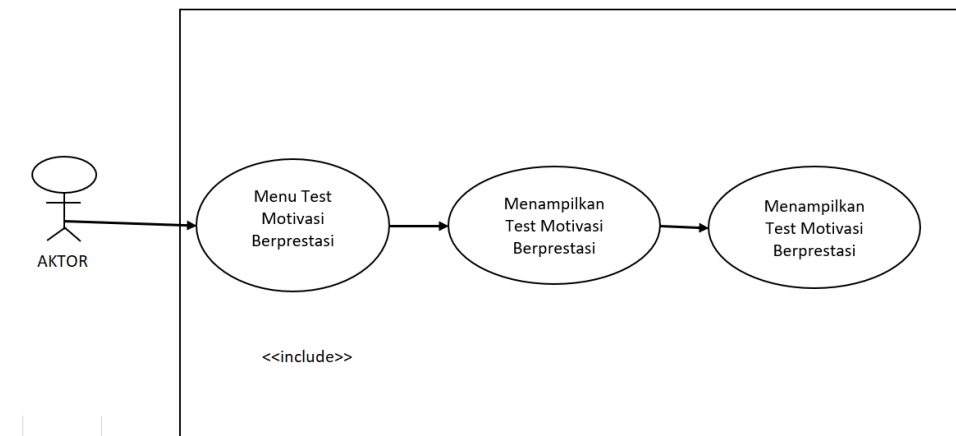 Menu Test
Motivasi
Berprestasi
Menampilkan
Test Motivasi
Berprestasi
Menampilkan
Test Motivasi
Berprestasi
AKTOR
<<include>>